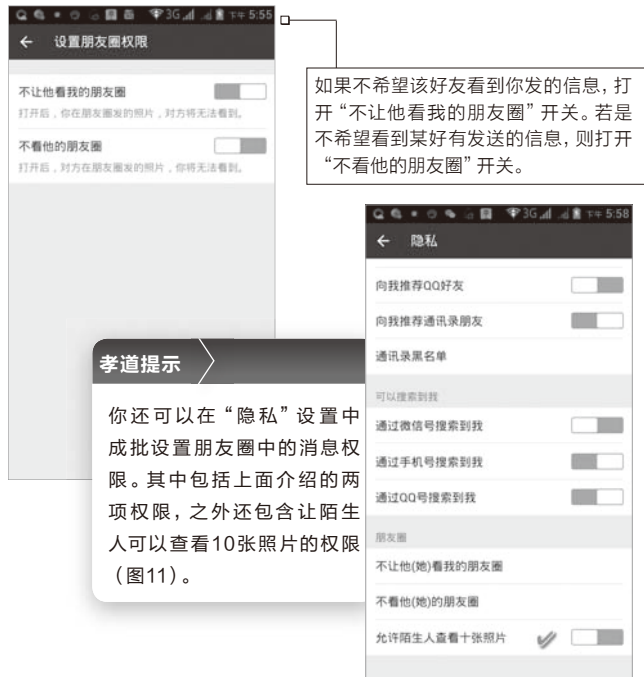 3G 下午 5:55
设置朋友圈权限
不让他看我的朋友圈
打开后，你在朋友圈发的照片，对方将无法看到。
不看他的朋友圈
打开后，对方在朋友圈发的照片，你将无法看到。
如果不希望该好友看到你发的信息，打
开“不让他看我的朋友圈”开关。若是
不希望看到某好有发送的信息，则打开
“不看他的朋友圈”开关。
孝道提示
你还可以在“隐私”设置中
成批设置朋友圈中的消息权
限。其中包括上面介绍的两
项权限，之外还包含让陌生
人可以查看10张照片的权限
（图11）。
3G 下午 5:58
隐私
向我推荐QQ好友
向我推荐通讯录朋友
通讯录黑名单
可以搜索到我
通过微信号搜索到我
通过手机号搜索到我
通过QQ号搜索到我
朋友圈
不让他(她)看我的朋友圈
不看他(她)的朋友圈
允许陌生人查看十张照片